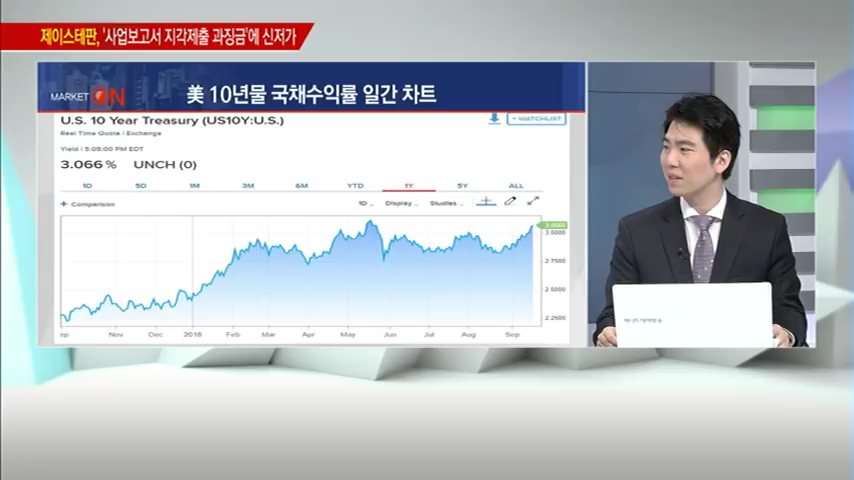 제이스테판, '사업보고서 지각제출 과징금'에 신저가
MARKET ON
美 10년물 국채수익률 일간 차트
U.S. 10 Year Treasury (US10Y:U.S.)
Real Time Quote | Exchange
+ WATCHLIST
Yield | 5:05:00 PM EDT
3.066 % UNCH (0)
1D 5D 1M 3M 6M YTD 1Y 5Y ALL
+ Comparison 1D Display Studies
3.0000
2.7500
2.5000
2.2500
Nov Dec 2018 Feb Mar Apr May Jun Jul Aug Sep